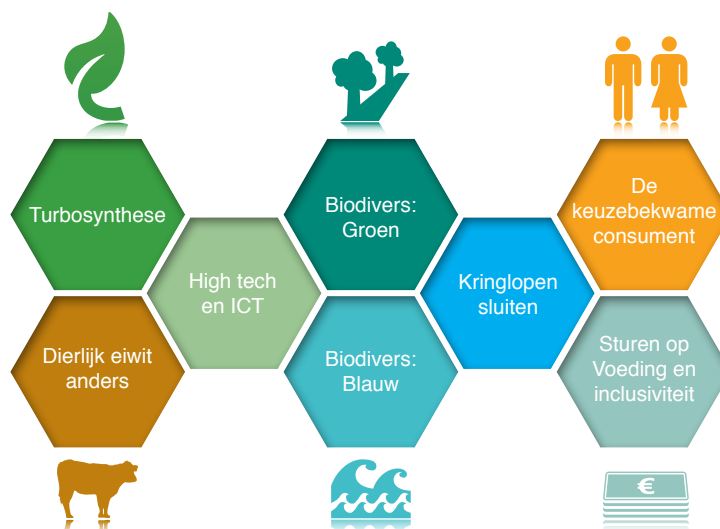 Turbosynthese
Biodivers:
Groen
De
keuzebekwame
consument
High tech
en ICT
Kringlopen
sluiten
Dierlijk eiwit
anders
Biodivers:
Blauw
Sturen op
Voeding en
inclusiviteit
€